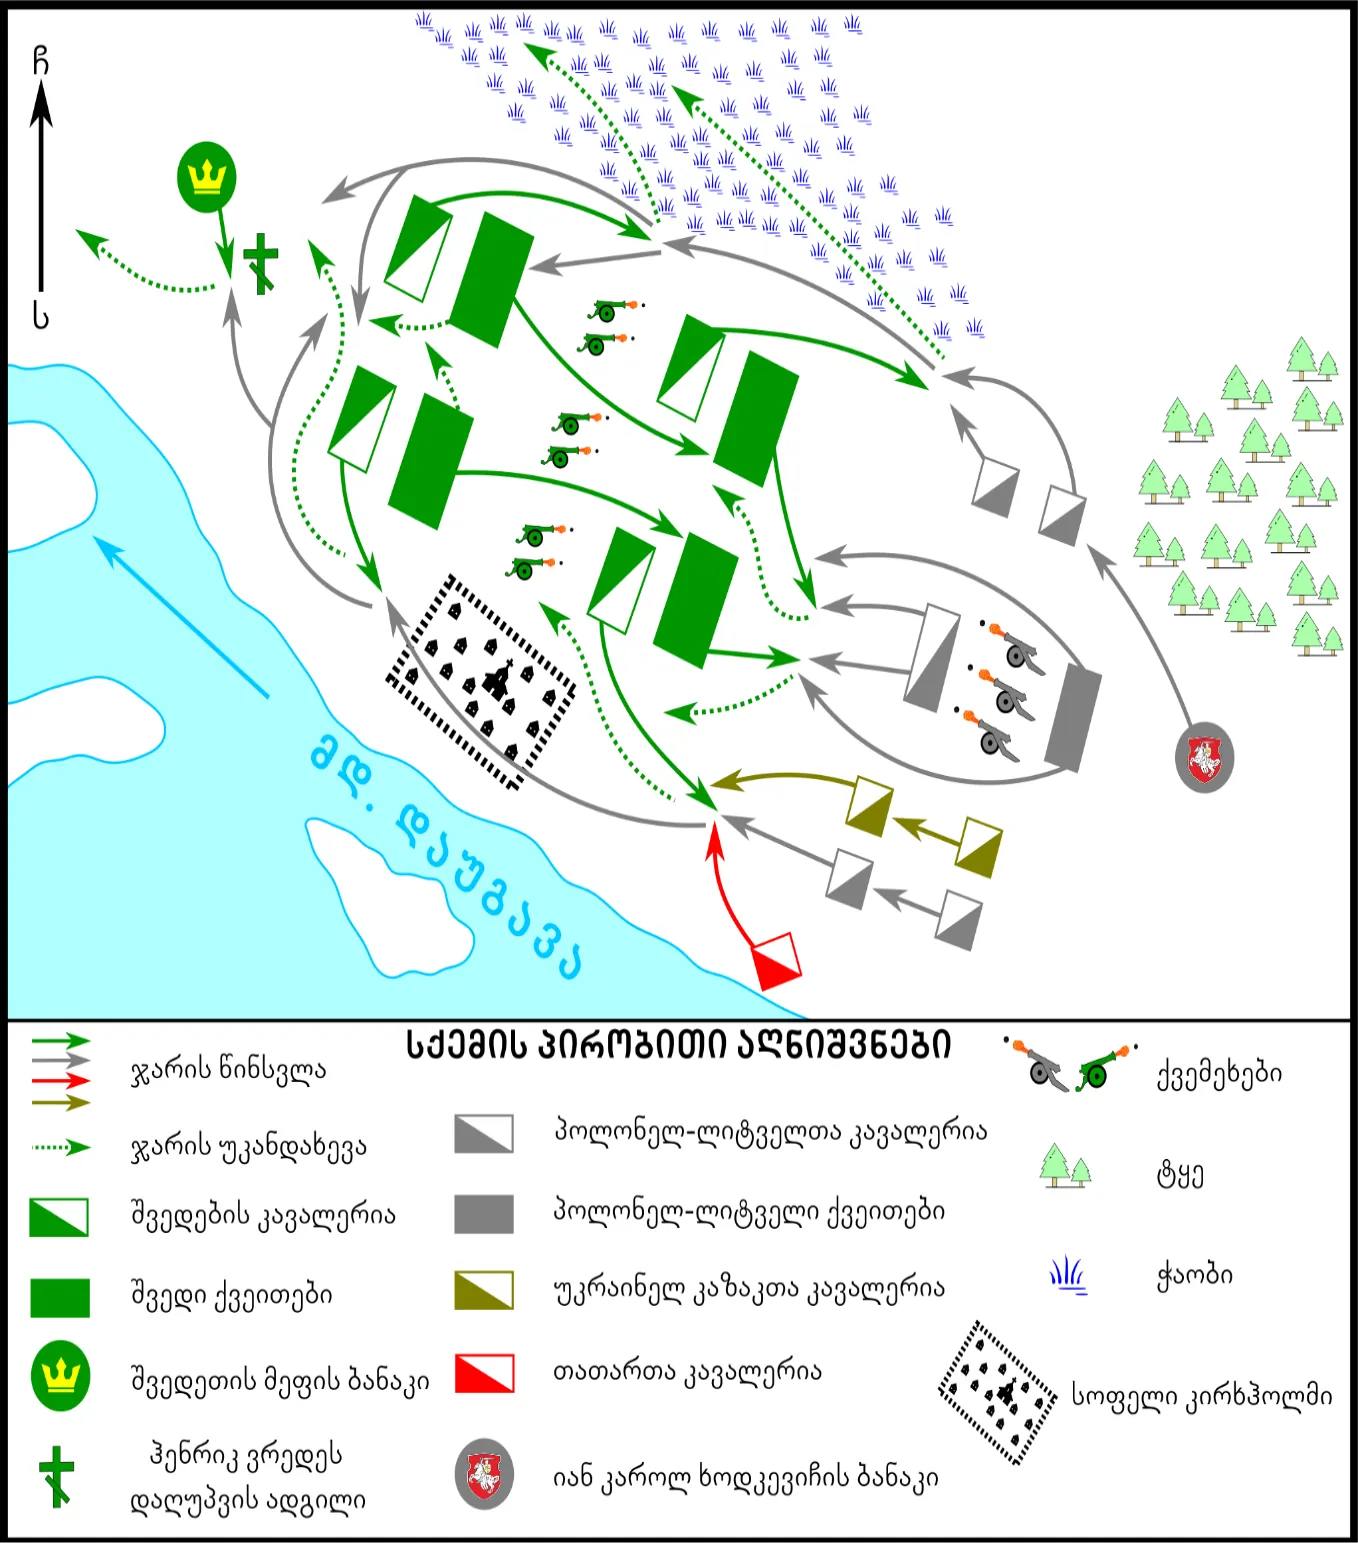 ჩ
ს
მდ. დაუგავა
სქემის პირობითი აღნიშვნები
ჯარის წინსვლა
ჯარის უკანდახევა
შვედების კავალერია
შვედი ქვეითები
შვედეთის მეფის ბანაკი
ჰენრიკ ვრედეს
დაღუპვის ადგილი
პოლონელ-ლიტველთა კავალერია
პოლონელ-ლიტველი ქვეითები
უკრაინელ კაზაკთა კავალერია
თათართა კავალერია
იან კაროლ ხოდკევიჩის ბანაკი
ქვემეხები
ტყე
ჭაობი
სოფელი კირხჰოლმი